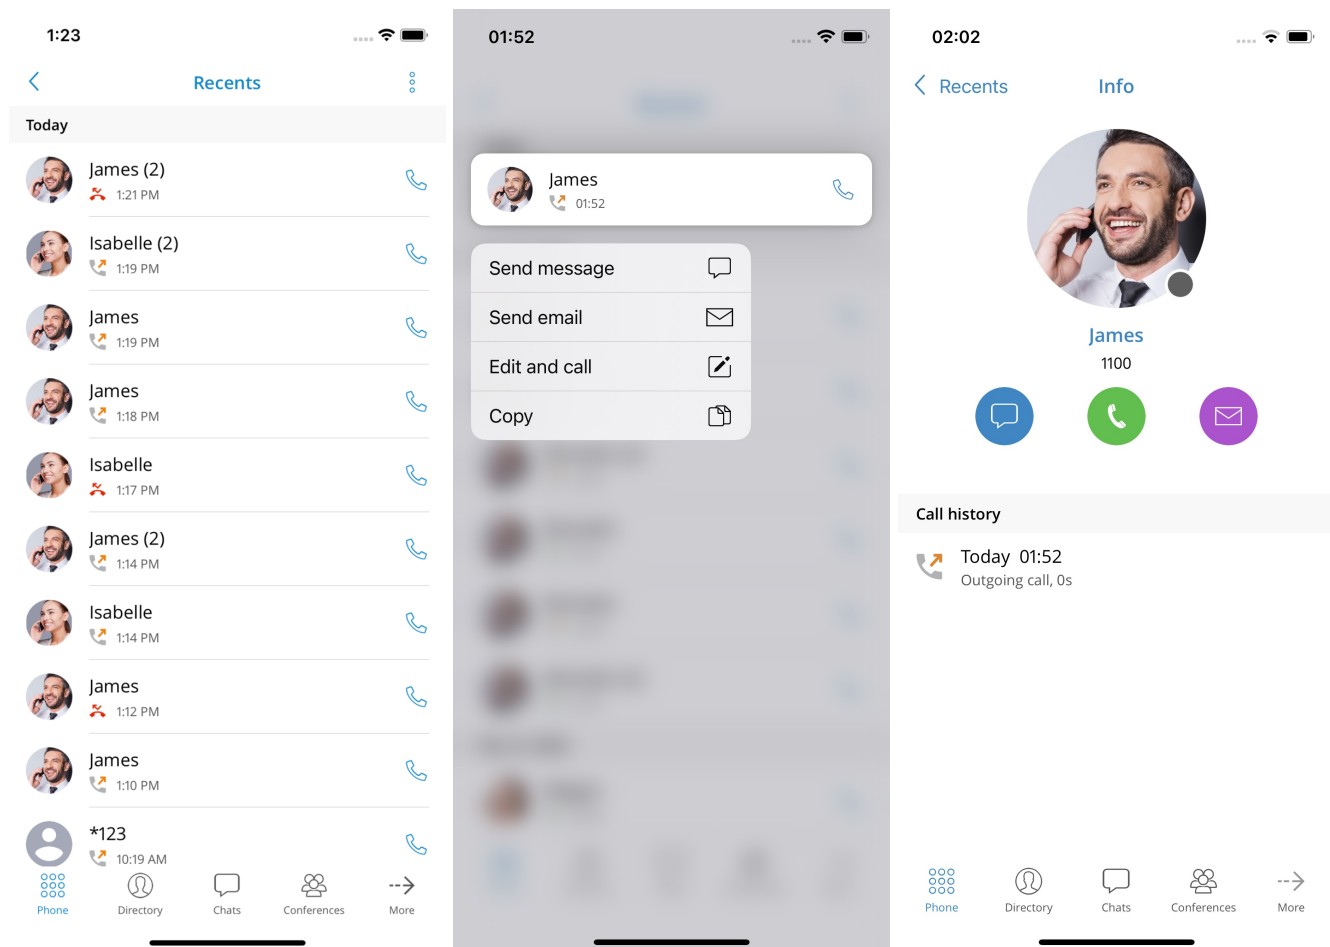 1:23
Recents
Today
James (2)
1:21 PM
Isabelle (2)
1:19 PM
James
1:19 PM
James
1:18 PM
Isabelle
1:17 PM
James (2)
1:14 PM
Isabelle
1:14 PM
James
1:12 PM
James
1:10 PM
*123
10:19 AM
Phone Directory Chats Conferences More
01:52
James
01:52
Send message
Send email
Edit and call
Copy
02:02
Recents Info
James
1100
Call history
Today 01:52
Outgoing call, 0s
Phone Directory Chats Conferences More